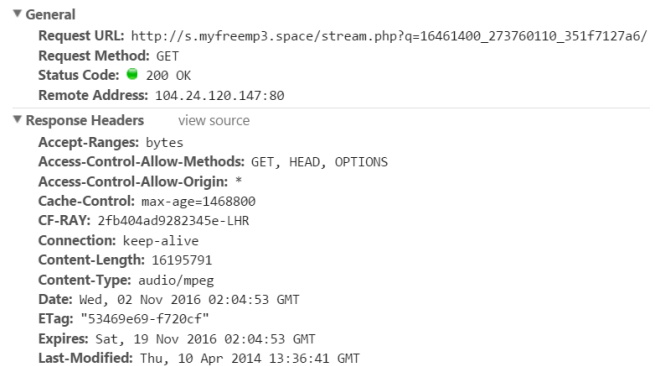 General
Request URL: http://s.myfreemp3.space/stream.php?q=16461400_273760110_351f7127a6/
Request Method: GET
Status Code: 200 OK
Remote Address: 104.24.120.147:80
Response Headers view source
Accept-Ranges: bytes
Access-Control-Allow-Methods: GET, HEAD, OPTIONS
Access-Control-Allow-Origin: *
Cache-Control: max-age=1468800
CF-RAY: 2fb404ad9282345e-LHR
Connection: keep-alive
Content-Length: 16195791
Content-Type: audio/mpeg
Date: Wed, 02 Nov 2016 02:04:53 GMT
ETag: "53469e69-f720cf"
Expires: Sat, 19 Nov 2016 02:04:53 GMT
Last-Modified: Thu, 10 Apr 2014 13:36:41 GMT